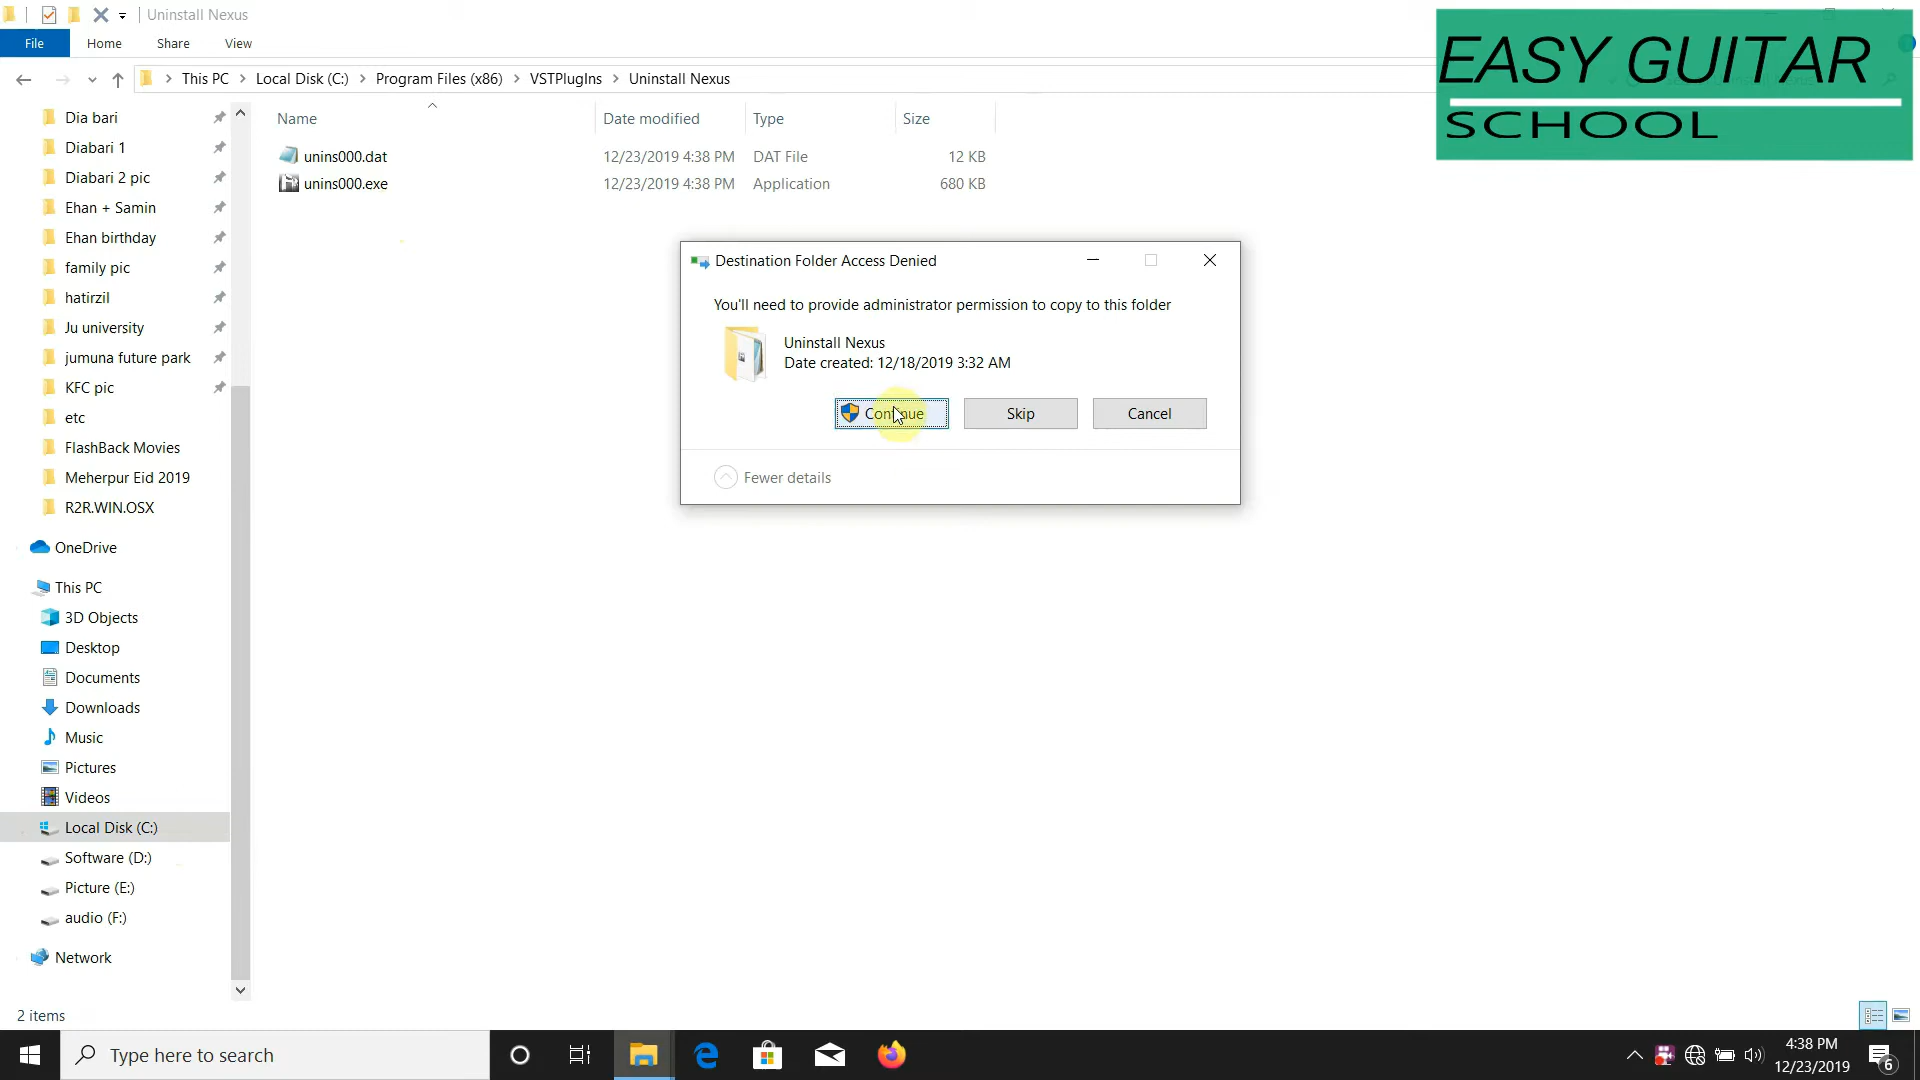 Uninstall Nexus
File Home Share View
This PC Local Disk (C:) Program Files (x86) VSTPlugIns Uninstall Nexus
EASY GUITAR
SCHOOL
Name Date modified Type Size
unins000.dat 12/23/2019 4:38 PM DAT File 12 KB
unins000.exe 12/23/2019 4:38 PM Application 680 KB
Dia bari
Diabari 1
Diabari 2 pic
Ehan + Samin
Ehan birthday
family pic
hatirzil
Ju university
jumuna future park
KFC pic
etc
FlashBack Movies
Meherpur Eid 2019
R2R.WIN.OSX
OneDrive
This PC
3D Objects
Desktop
Documents
Downloads
Music
Pictures
Videos
Local Disk (C:)
Software (D:)
Picture (E:)
audio (F:)
Network
Destination Folder Access Denied
You'll need to provide administrator permission to copy to this folder
Uninstall Nexus
Date created: 12/18/2019 3:32 AM
Continue Skip Cancel
Fewer details
2 items
Type here to search
4:38 PM
12/23/2019
6